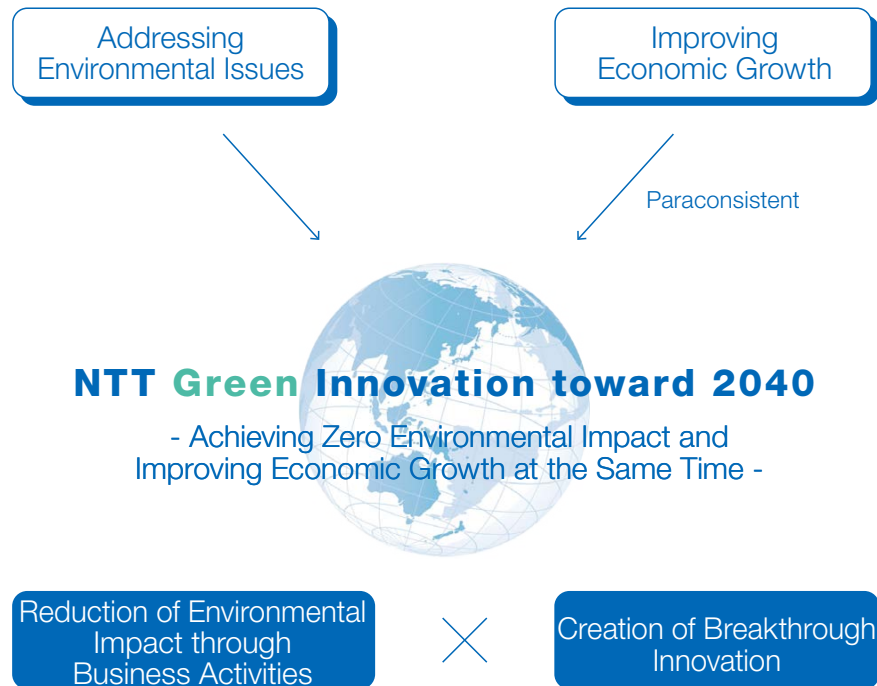 Addressing
Environmental Issues
Improving
Economic Growth
Paraconsistent
NTT Green Innovation toward 2040
- Achieving Zero Environmental Impact and
Improving Economic Growth at the Same Time -
Reduction of Environmental
Impact through
Business Activities
Creation of Breakthrough
Innovation